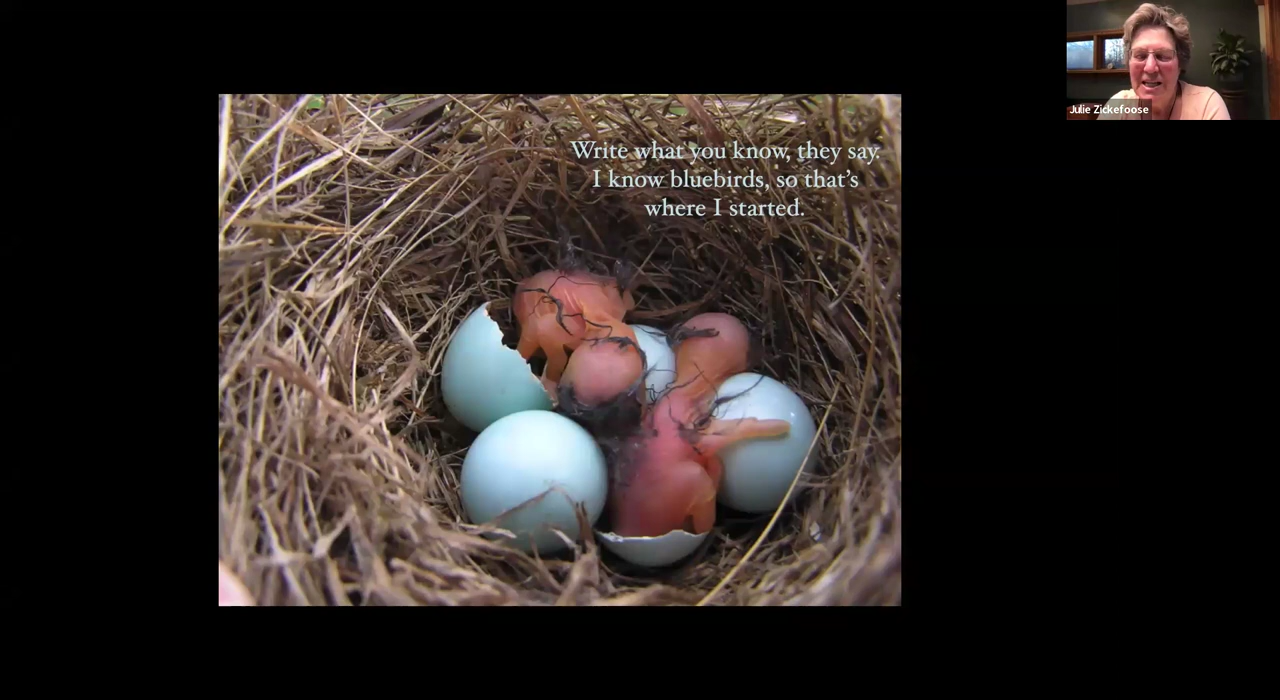 Write what you know, they say.
I know bluebirds, so that's
where I started.
Julie Zickefoose